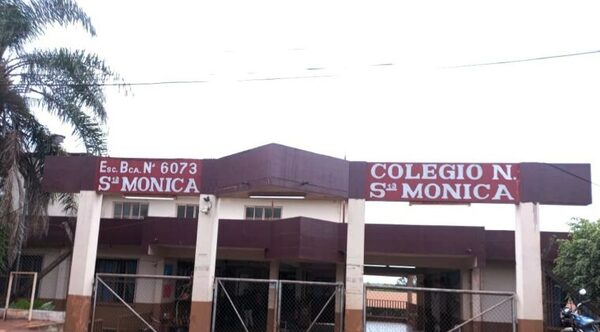 Esc. Bca. Nº 6073
Sta MONICA
COLEGIO N.
Sta MONICA